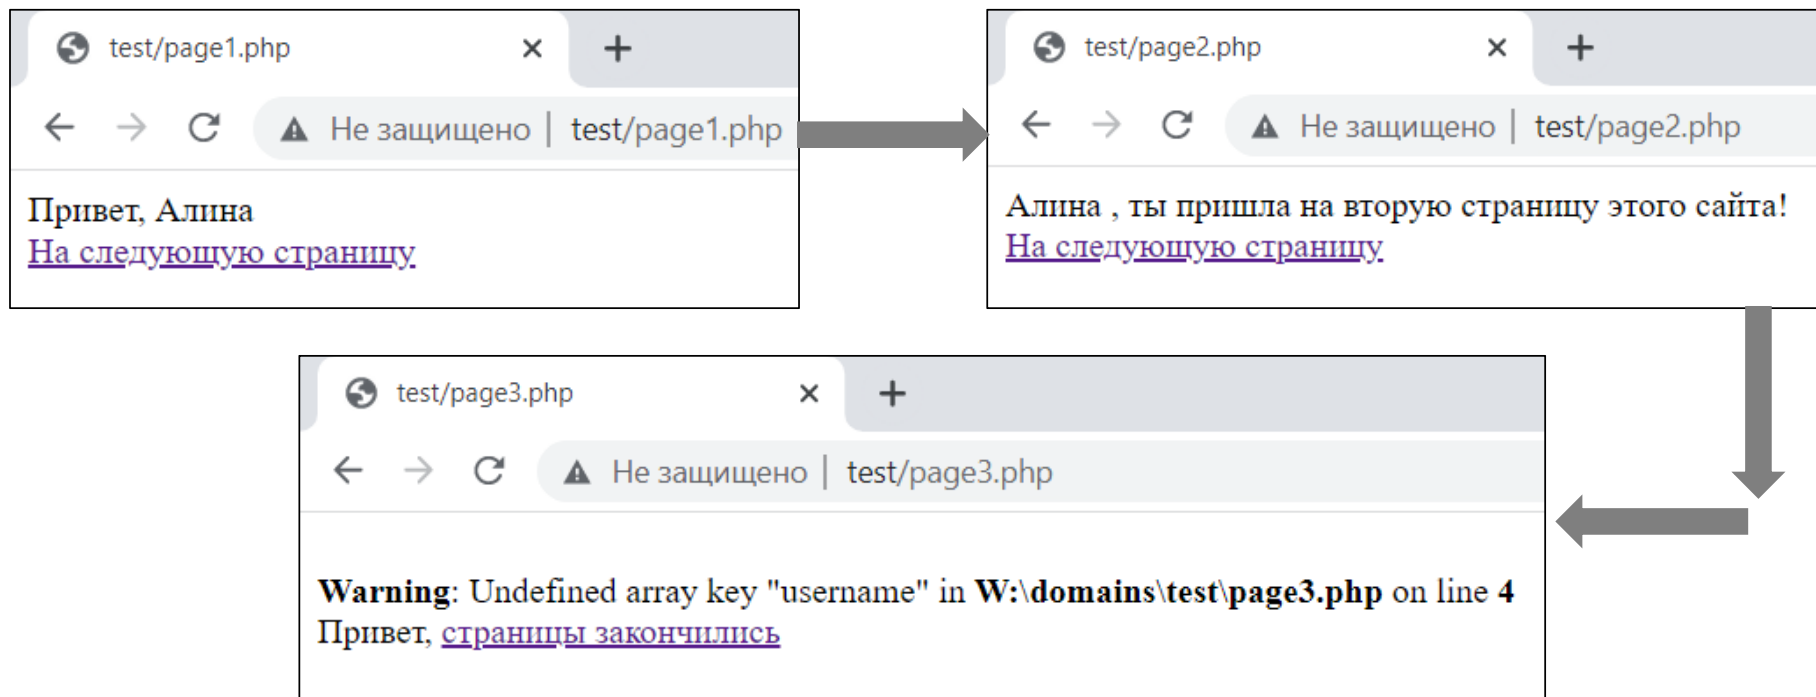 test/page1.php
Не защищено | test/page1.php
Привет, Алина
На следующую страницу
test/page2.php
Не защищено | test/page2.php
Алина , ты пришла на вторую страницу этого сайта!
На следующую страницу
test/page3.php
Не защищено | test/page3.php
Warning: Undefined array key "username" in W:\domains\test\page3.php on line 4
Привет, страницы закончились